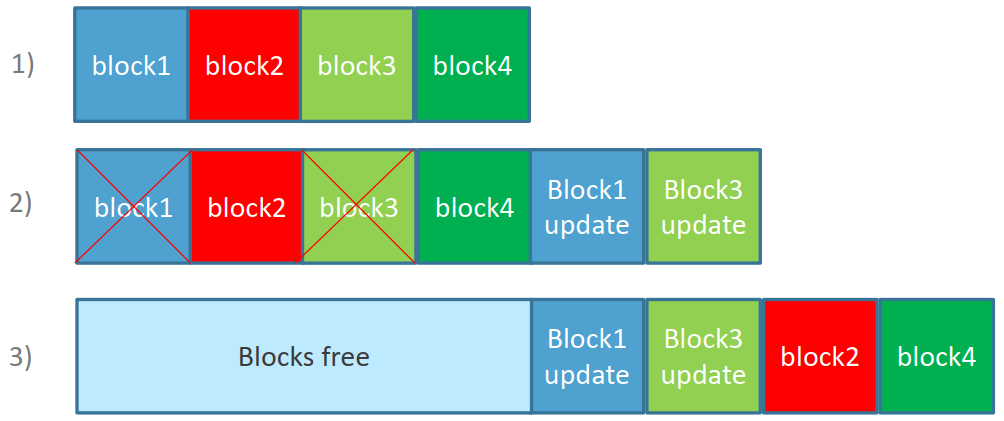 1)
block1
block2
block3
block4
2)
block1
block2
block3
block4
Block1
update
Block3
update
3)
Blocks free
Block1
update
Block3
update
block2
block4